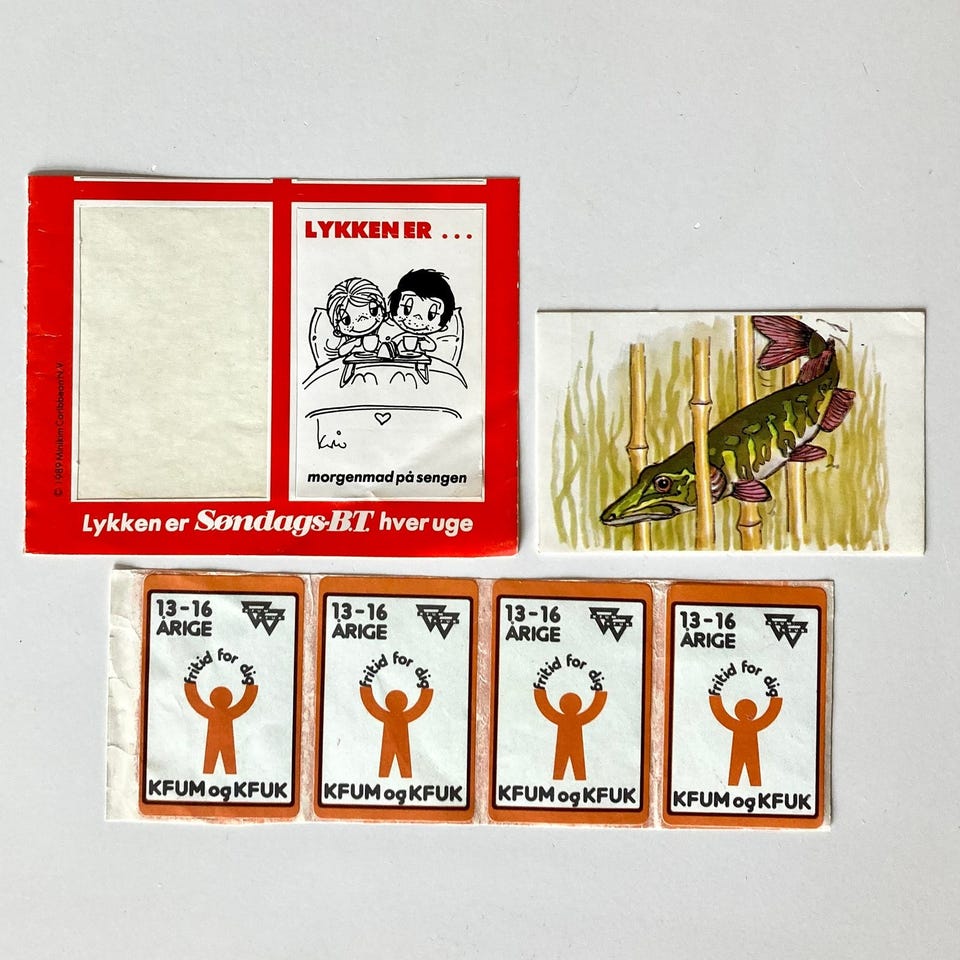 LYKKEN ER ...
Kim
morgenmad på sengen
© 1989 Minikim Caribbean N.V.
Lykken er Søndags-B.T. hver uge
13-16
ÅRIGE
fritid for dig
KFUM og KFUK
13-16
ÅRIGE
fritid for dig
KFUM og KFUK
13-16
ÅRIGE
fritid for dig
KFUM og KFUK
13-16
ÅRIGE
fritid for dig
KFUM og KFUK